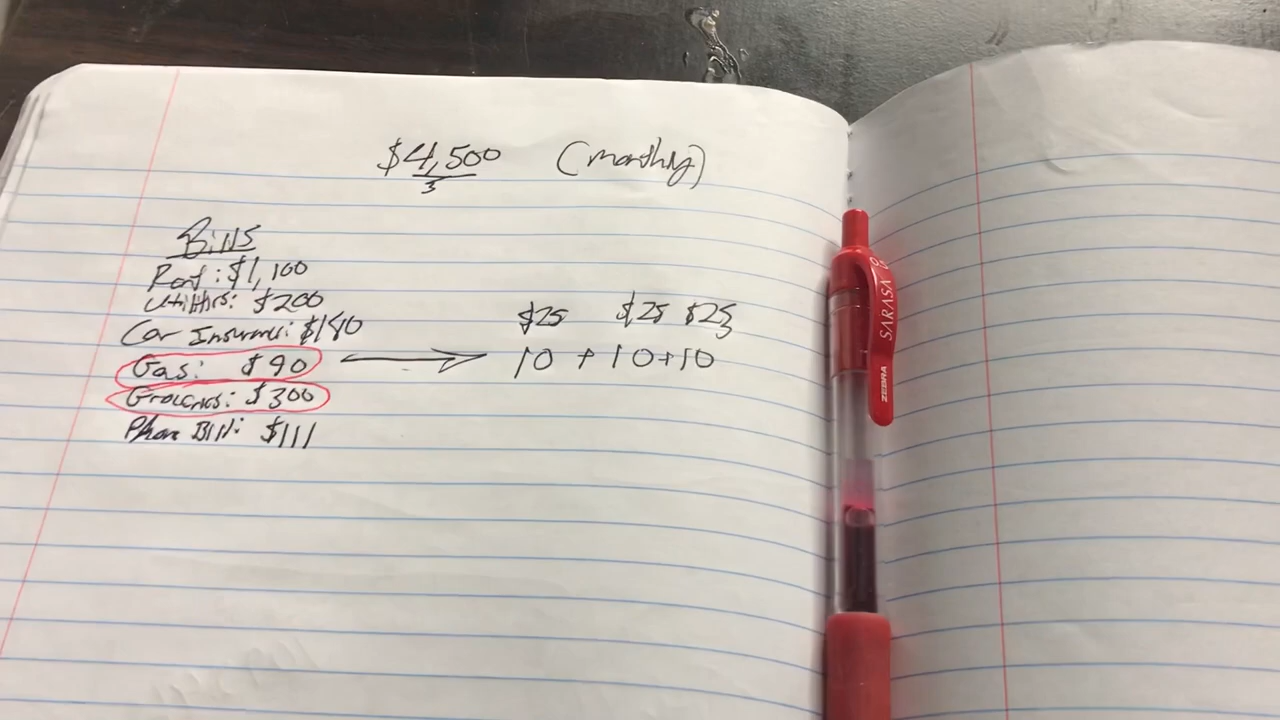 $4,500 (monthly)
3
Bills
Rent: $1,100
Utilities: $200
Car Insurance: $180
Gas: $90
$25 $25 $25
10 + 10+10
Groceries: $300
Phone Bill: $111
SARASA
ZEBRA